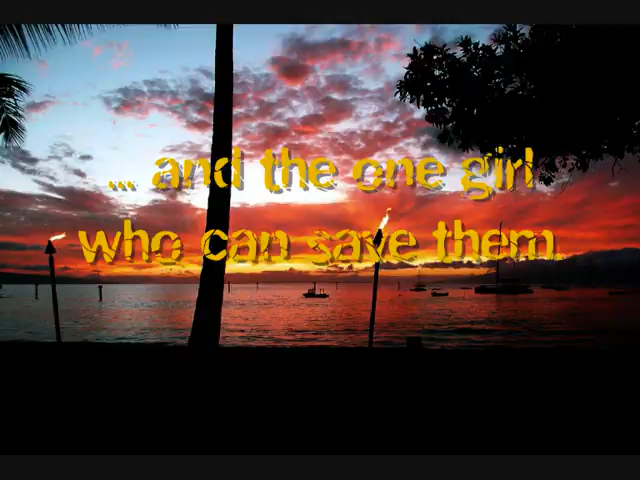 ... and the one girl
who can save them.